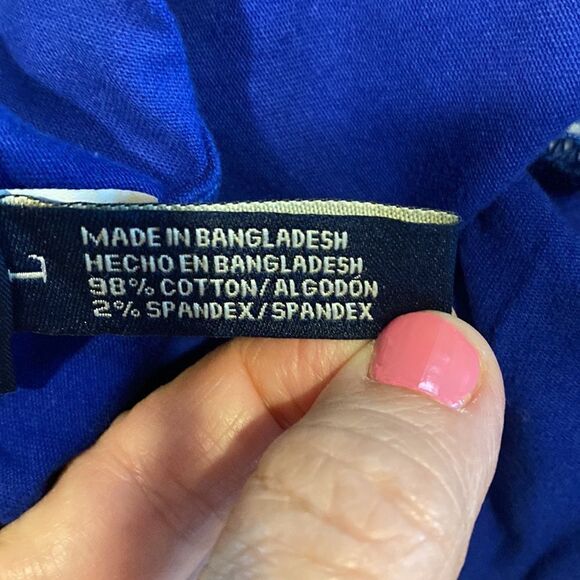 MADE IN BANGLADESH
HECHO EN BANGLADESH
98% COTTON/ALGODÓN
2% SPANDEX/SPANDEX
L